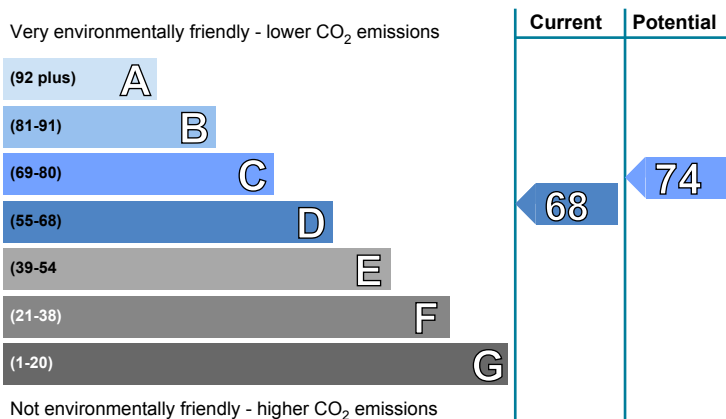 Current Potential
Very environmentally friendly - lower CO2 emissions
(92 plus) A
(81-91) B
(69-80) C
74
(55-68) D
68
(39-54 E
(21-38) F
(1-20) G
Not environmentally friendly - higher CO2 emissions